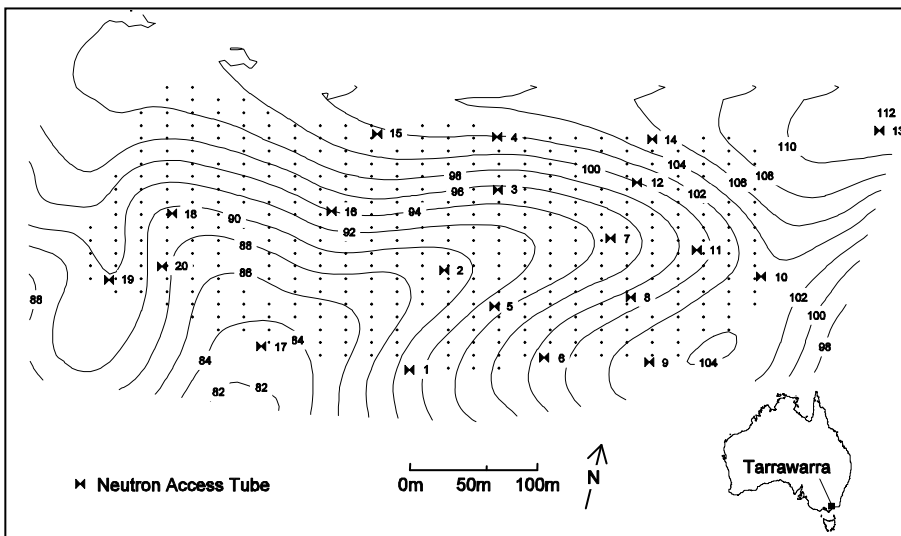 112
15 4 14 13
110
104
100
98 108 108
96 3 12 102
18 90 16 94
92 7
88 11
20 2
19 86 10
88 8 102
5 100
84 17 84 98
6 9 104
1
82 82
Tarrawarra
Neutron Access Tube
0m 50m 100m
N